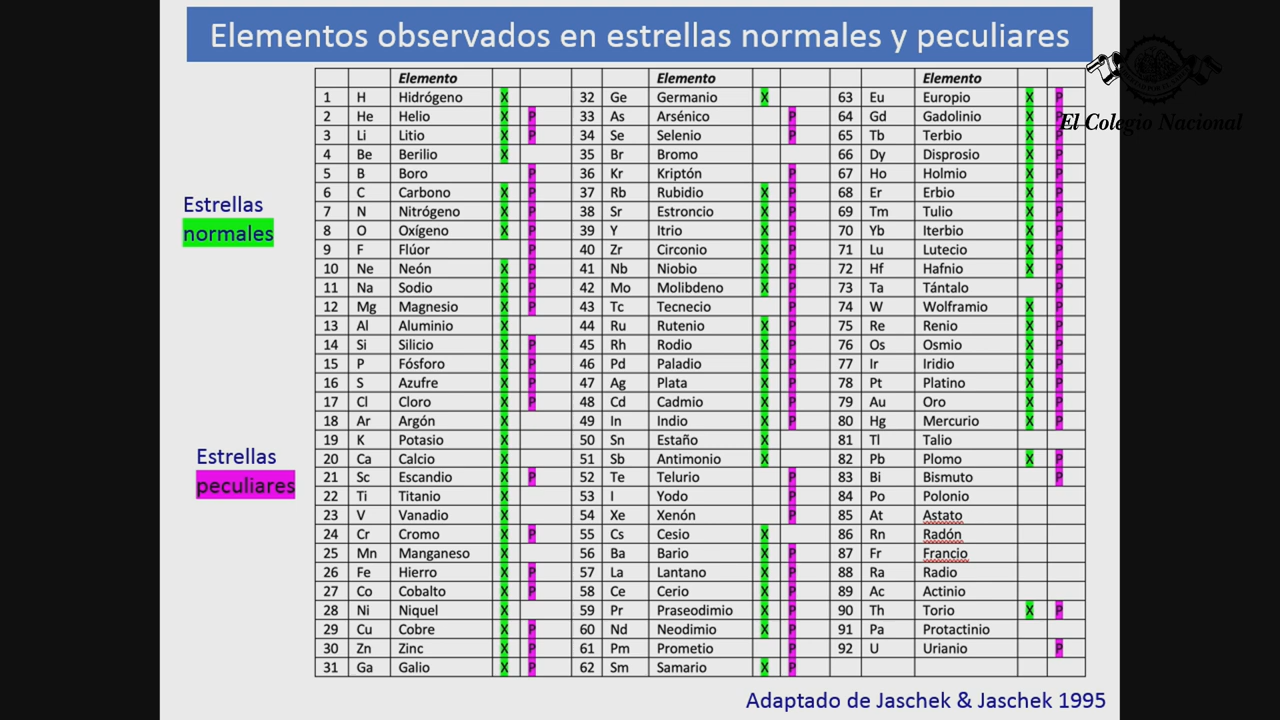 Elementos observados en estrellas normales y peculiares
El Colegio Nacional
Estrellas
normales
Estrellas
peculiares
Elemento Elemento Elemento
1 H Hidrógeno X 32 Ge Germanio X 63 Eu Europio X P
2 He Helio X P 33 As Arsénico P 64 Gd Gadolinio X P
3 Li Litio X P 34 Se Selenio P 65 Tb Terbio X P
4 Be Berilio X 35 Br Bromo 66 Dy Disprosio X P
5 B Boro P 36 Kr Kriptón P 67 Ho Holmio X P
6 C Carbono X P 37 Rb Rubidio X P 68 Er Erbio X P
7 N Nitrógeno X P 38 Sr Estroncio X P 69 Tm Tulio X P
8 O Oxígeno X P 39 Y Itrio X P 70 Yb Iterbio X P
9 F Flúor P 40 Zr Circonio X P 71 Lu Lutecio X P
10 Ne Neón X P 41 Nb Niobio X P 72 Hf Hafnio X P
11 Na Sodio X P 42 Mo Molibdeno X P 73 Ta Tántalo P
12 Mg Magnesio X P 43 Tc Tecnecio P 74 W Wolframio X P
13 Al Aluminio X 44 Ru Rutenio X P 75 Re Renio X P
14 Si Silicio X P 45 Rh Rodio X P 76 Os Osmio X P
15 P Fósforo X P 46 Pd Paladio X P 77 Ir Iridio X P
16 S Azufre X P 47 Ag Plata X P 78 Pt Platino X P
17 Cl Cloro X P 48 Cd Cadmio X P 79 Au Oro X P
18 Ar Argón X 49 In Indio X P 80 Hg Mercurio X P
19 K Potasio X 50 Sn Estaño X 81 Tl Talio
20 Ca Calcio X 51 Sb Antimonio X 82 Pb Plomo X P
21 Sc Escandio X P 52 Te Telurio P 83 Bi Bismuto P
22 Ti Titanio X 53 I Yodo P 84 Po Polonio
23 V Vanadio X 54 Xe Xenón P 85 At Astato
24 Cr Cromo X P 55 Cs Cesio X 86 Rn Radón
25 Mn Manganeso X 56 Ba Bario X P 87 Fr Francio
26 Fe Hierro X P 57 La Lantano X P 88 Ra Radio
27 Co Cobalto X P 58 Ce Cerio X P 89 Ac Actinio
28 Ni Niquel X 59 Pr Praseodimio X P 90 Th Torio X P
29 Cu Cobre X P 60 Nd Neodimio X P 91 Pa Protactinio
30 Zn Zinc X P 61 Pm Prometio P 92 U Urianio P
31 Ga Galio X P 62 Sm Samario X P
Adaptado de Jaschek & Jaschek 1995